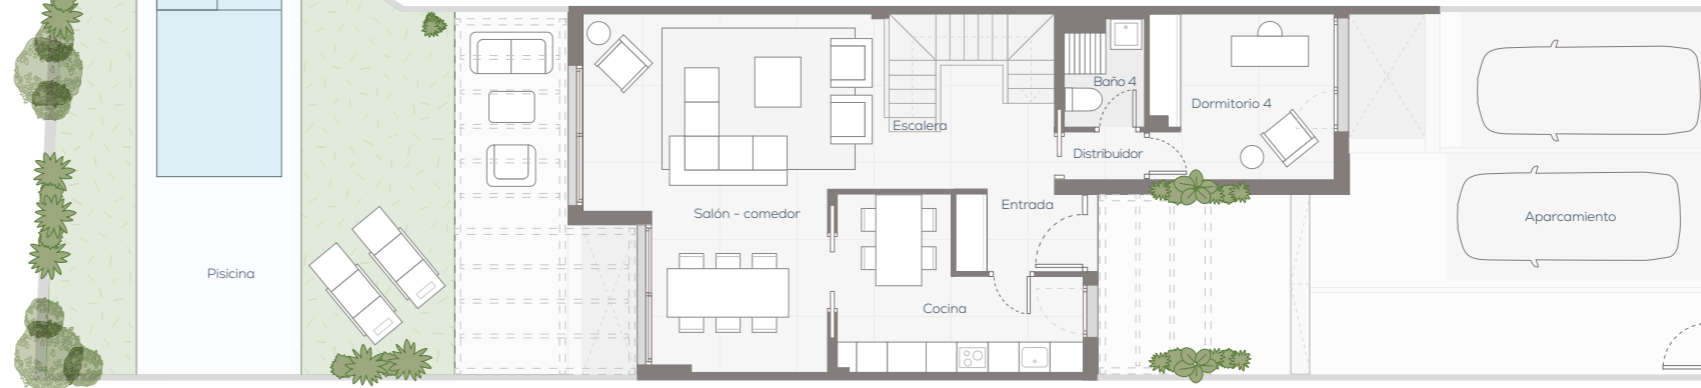 Baño 4
Dormitorio 4
Escalera
Distribuidor
Entrada
Salón - comedor
Aparcamiento
Pisicina
Cocina